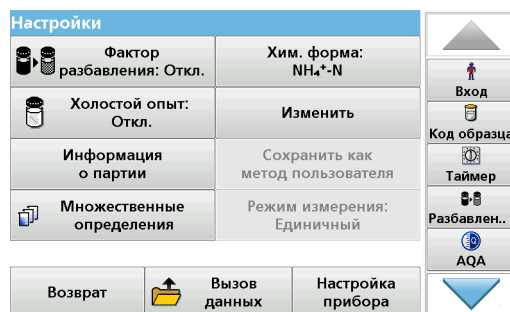 Настройки
Фактор
разбавления: Откл.
Хим. форма:
NH₄⁺-N
Холостой опыт:
Откл.
Изменить
Информация
о партии
Сохранить как
метод пользователя
Множественные
определения
Режим измерения:
Единичный
Возврат
Вызов
данных
Настройка
прибора
Вход
Код образца
Таймер
Разбавлен..
AQA